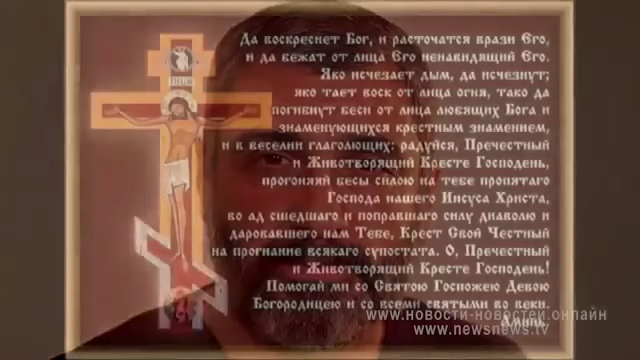 Да воскреснет Бог, и расточатся врази Его,
и да бежат от лица Его ненавидящий Его.
Яко исчезает дым, да исчезнут;
яко тает воск от лица огня, тако да
погибнут беси от лица любящих Бога и
знаменующихся крестным знамением,
и в веселии глаголющих: радуйся, Пречестный
и Животворящий Кресте Господень,
прогоняяй бесы силою на тебе пропятаго
Господа нашего Иисуса Христа,
во ад сшедшаго и поправшаго силу диаволю и
даровавшего нам Тебе, Крест Свой Честный
на прогнание всякаго супостата. О, Пречестный
и Животворящий Кресте Господень!
Помогай ми со Святою Госпожею Девою
Богородицею и со всеми святыми во веки.
Аминь.
www.новости-новостей.онлайн
www.newsnews.tv